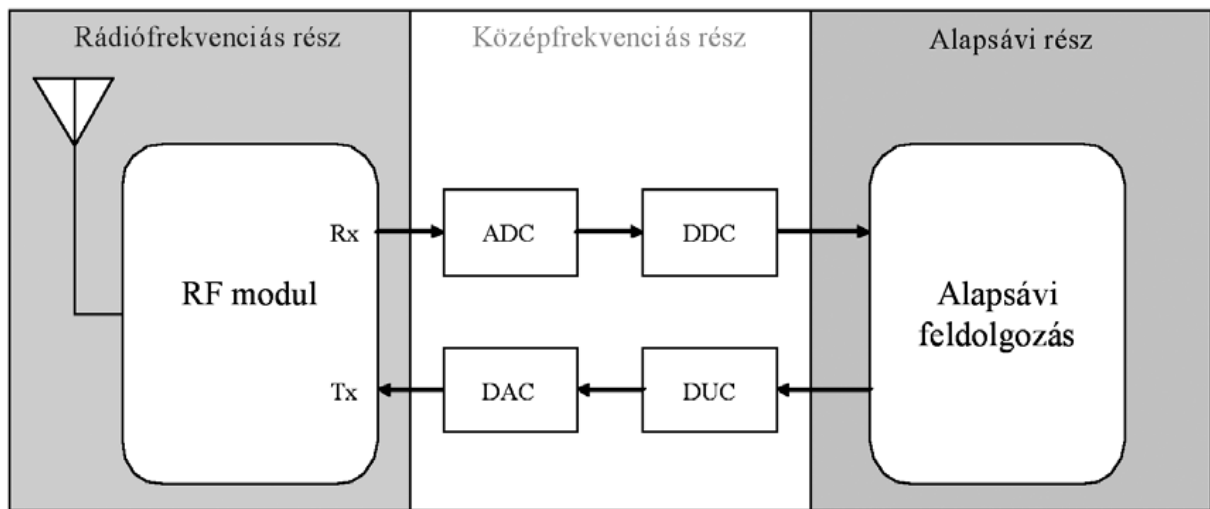 Rádiófrekvenciás rész
Középfrekvenciás rész
Alapsávi rész
Rx
ADC
DDC
RF modul
Alapsávi
feldolgozás
Tx
DAC
DUC